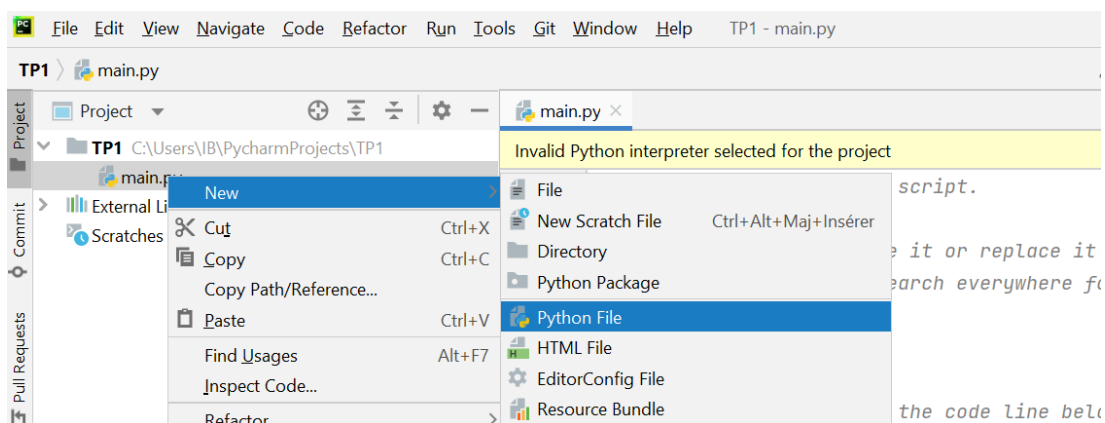 PC
File Edit View Navigate Code Refactor Run Tools Git Window Help TP1 - main.py
TP1 main.py
Project
main.py
TP1 C:\Users\IB\PycharmProjects\TP1
Invalid Python interpreter selected for the project
main.py
External Li
Scratches
Project
Commit
Pull Requests
New
Cut Ctrl+X
Copy Ctrl+C
Copy Path/Reference...
Paste Ctrl+V
Find Usages Alt+F7
Inspect Code...
Refactor
File
New Scratch File Ctrl+Alt+Maj+Insérer
Directory
Python Package
Python File
HTML File
EditorConfig File
Resource Bundle
script.
e it or replace it
earch everywhere fo
the code line belo